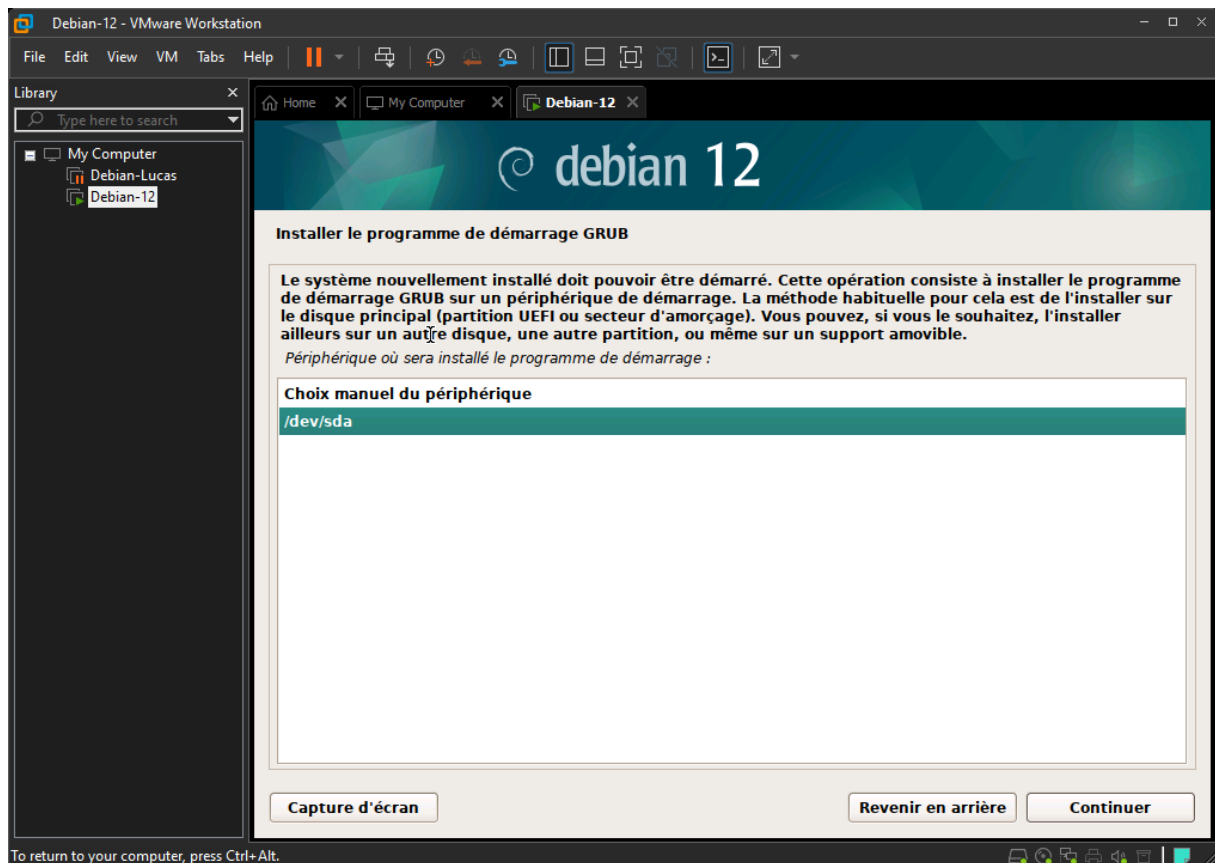 Debian-12 - VMware Workstation
File Edit View VM Tabs Help
Library
Type here to search
My Computer
Debian-Lucas
Debian-12
Home
My Computer
Debian-12
debian 12
Installer le programme de démarrage GRUB
Le système nouvellement installé doit pouvoir être démarré. Cette opération consiste à installer le programme
de démarrage GRUB sur un périphérique de démarrage. La méthode habituelle pour cela est de l'installer sur
le disque principal (partition UEFI ou secteur d'amorçage). Vous pouvez, si vous le souhaitez, l'installer
ailleurs sur un autre disque, une autre partition, ou même sur un support amovible.
Périphérique où sera installé le programme de démarrage :
Choix manuel du périphérique
/dev/sda
Capture d'écran
Revenir en arrière
Continuer
To return to your computer, press Ctrl+Alt.